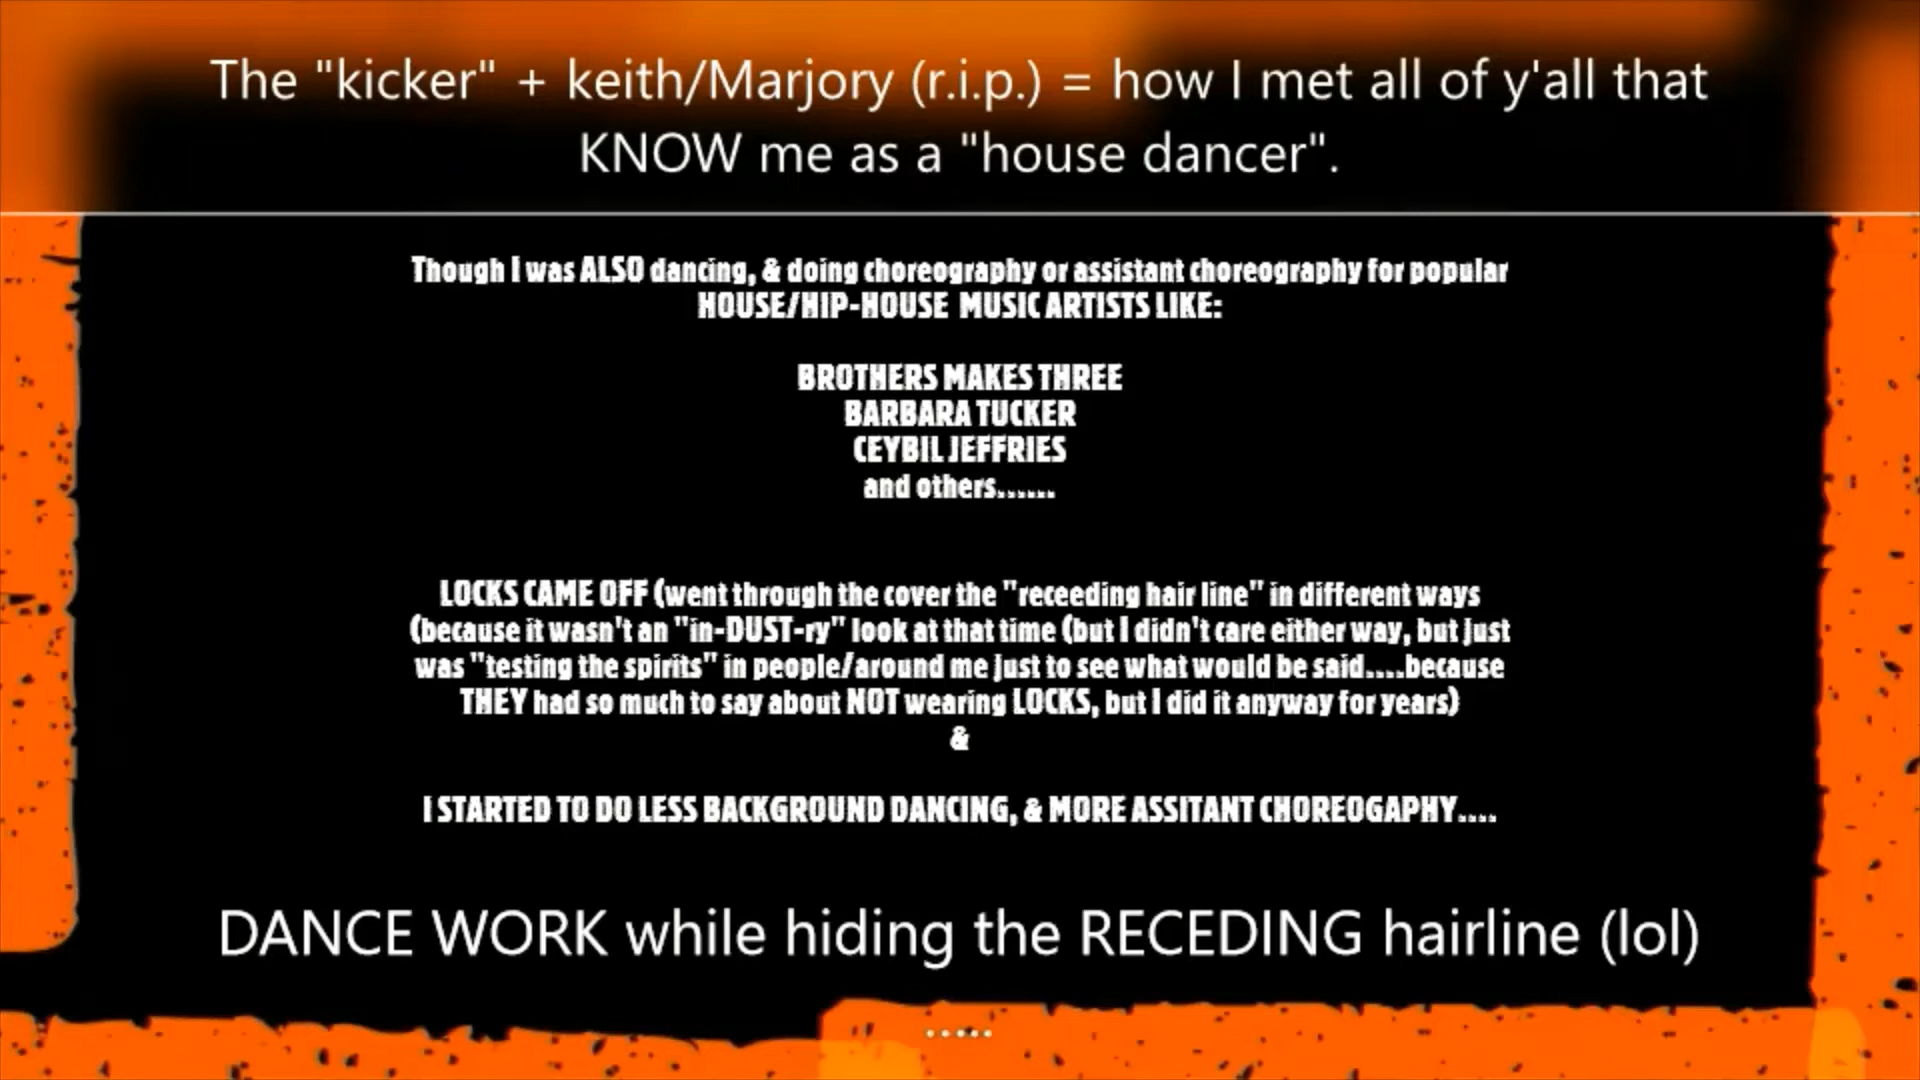 The "kicker" + keith/Marjory (r.i.p.) = how I met all of y'all that
KNOW me as a "house dancer".
Though I was ALSO dancing, & doing choreography or assistant choreography for popular
HOUSE/HIP-HOUSE MUSIC ARTISTS LIKE:
BROTHERS MAKES THREE
BARBARA TUCKER
CEYBIL JEFFRIES
and others......
LOCKS CAME OFF (went through the cover the "receeding hair line" in different ways
(because it wasn't an "in-DUST-ry" look at that time (but I didn't care either way, but just
was "testing the spirits" in people/around me just to see what would be said....because
THEY had so much to say about NOT wearing LOCKS, but I did it anyway for years)
&
I STARTED TO DO LESS BACKGROUND DANCING, & MORE ASSITANT CHOREOGAPHY....
DANCE WORK while hiding the RECEDING hairline (lol)
.....